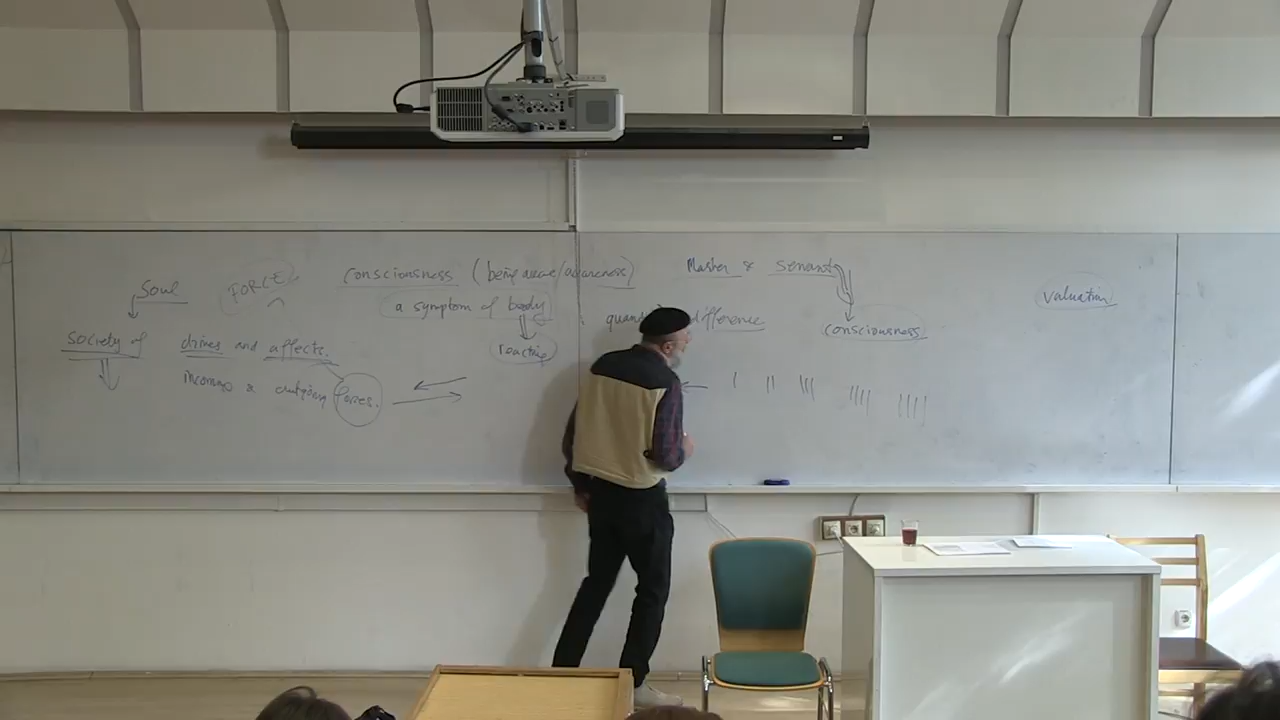 Soul
FORCE
Consciousness (being aware/awareness)
Master & Servant
valuation
a symptom of body
difference
consciousness
society of drives and affects.
reacting
incoming & outgoing forces.